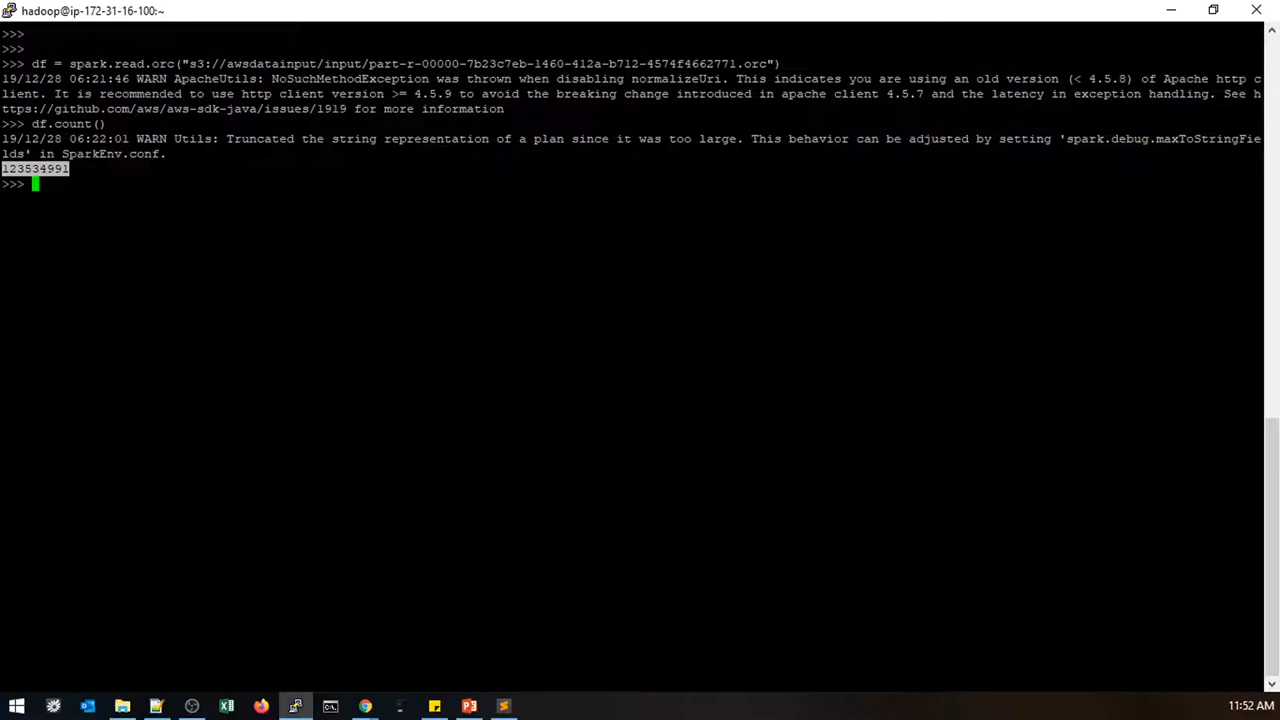 hadoop@ip-172-31-16-100:~
>>>
>>>
>>> df = spark.read.orc("s3://awsdatainput/input/part-r-00000-7b23c7eb-1460-412a-b712-4574f4662771.orc")
19/12/28 06:21:46 WARN ApacheUtils: NoSuchMethodException was thrown when disabling normalizeUri. This indicates you are using an old version (< 4.5.8) of Apache http c
lient. It is recommended to use http client version >= 4.5.9 to avoid the breaking change introduced in apache client 4.5.7 and the latency in exception handling. See h
ttps://github.com/aws/aws-sdk-java/issues/1919 for more information
>>> df.count()
19/12/28 06:22:01 WARN Utils: Truncated the string representation of a plan since it was too large. This behavior can be adjusted by setting 'spark.debug.maxToStringFie
lds' in SparkEnv.conf.
123534991
>>>
11:52 AM